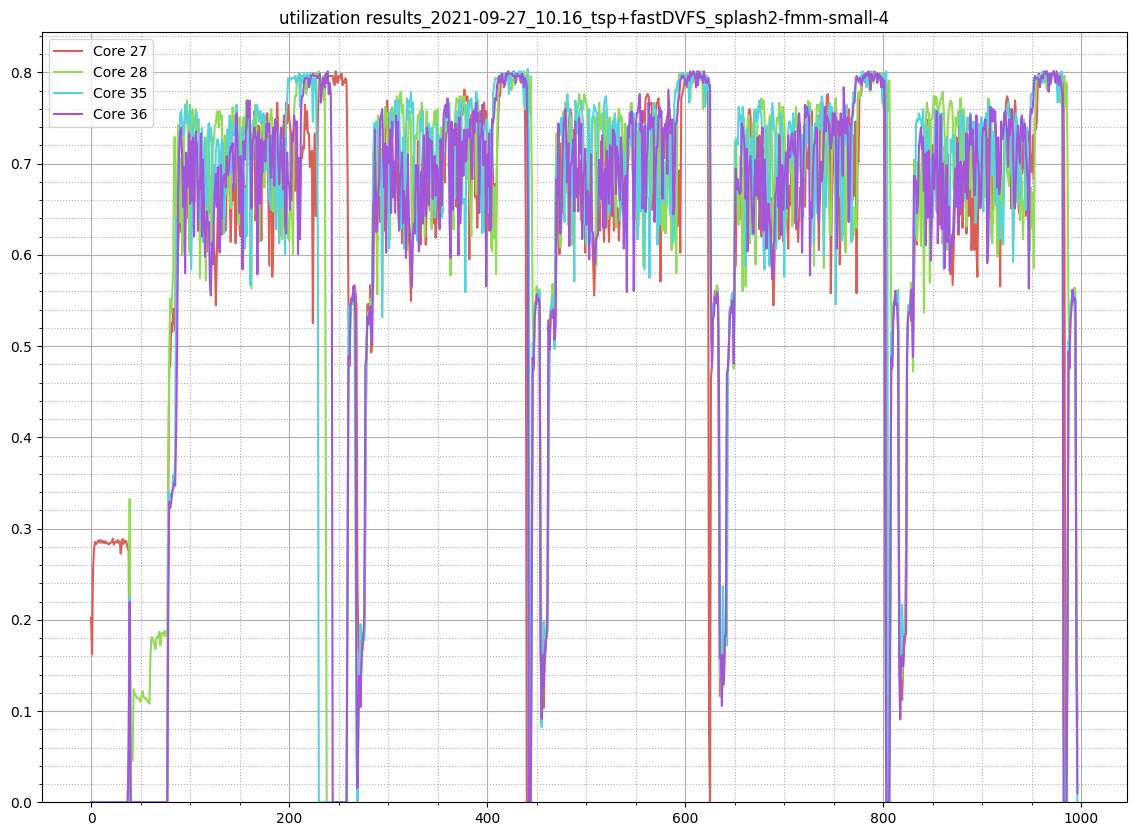 utilization results_2021-09-27_10.16_tsp+fastDVFS_splash2-fmm-small-4
Core 27
Core 28
Core 35
Core 36
0.8
0.7
0.6
0.5
0.4
0.3
0.2
0.1
0.0
0 200 400 600 800 1000